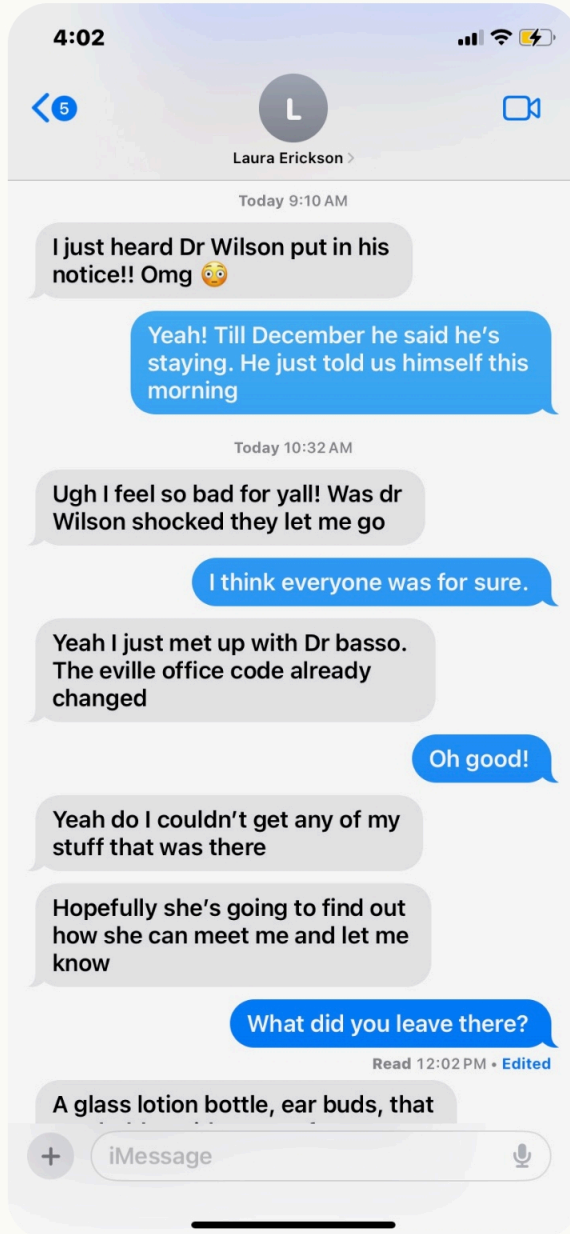 4:02
5
L
Laura Erickson
Today 9:10 AM
I just heard Dr Wilson put in his
notice!! Omg 😳
Yeah! Till December he said he's
staying. He just told us himself this
morning
Today 10:32 AM
Ugh I feel so bad for yall! Was dr
Wilson shocked they let me go
I think everyone was for sure.
Yeah I just met up with Dr basso.
The eville office code already
changed
Oh good!
Yeah do I couldn't get any of my
stuff that was there
Hopefully she's going to find out
how she can meet me and let me
know
What did you leave there?
Read 12:02 PM • Edited
A glass lotion bottle, ear buds, that
iMessage